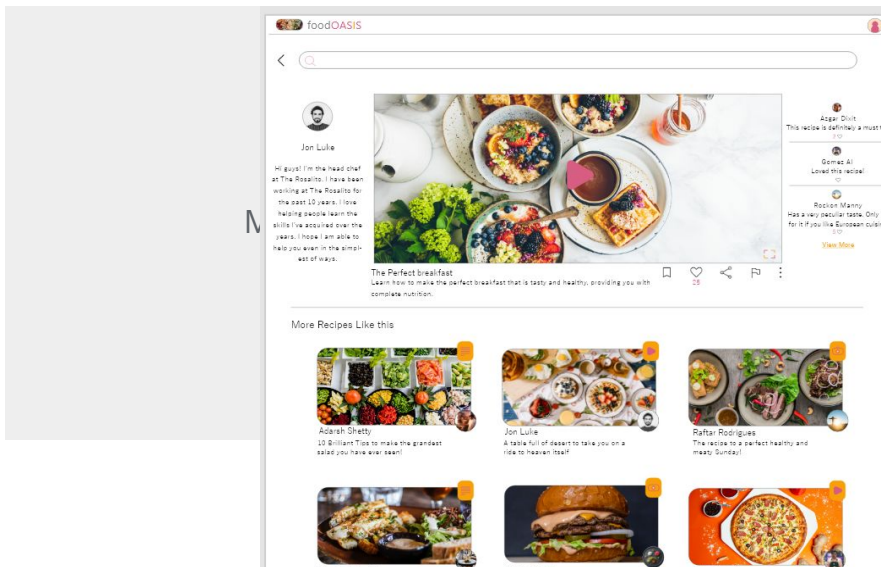 foodOASIS
Jon Luke
Hi guys! I'm the head chef
at The Rosalito. I have been
working at The Rosalito for
the past 10 years. I love
helping people learn the
skills I've acquired over the
years. I hope I am able to
help you even in the simpl-
est of ways.
The Perfect breakfast
Learn how to make the perfect breakfast that is tasty and healthy, providing you with
complete nutrition.
26
Azgar Dixit
This recipe is definitely a must t
Gomez Al
Loved this recipe!
Rockon Manny
Has a very peculiar taste. Only
for it if you like European cuisin
View More
M
More Recipes Like this
Adarsh Shetty
10 Brilliant Tips to make the grandest
salad you have ever seen!
Jon Luke
A table full of desert to take you on a
ride to heaven itself
Raftar Rodrigues
The recipe to a perfect healthy and
meaty Sunday!